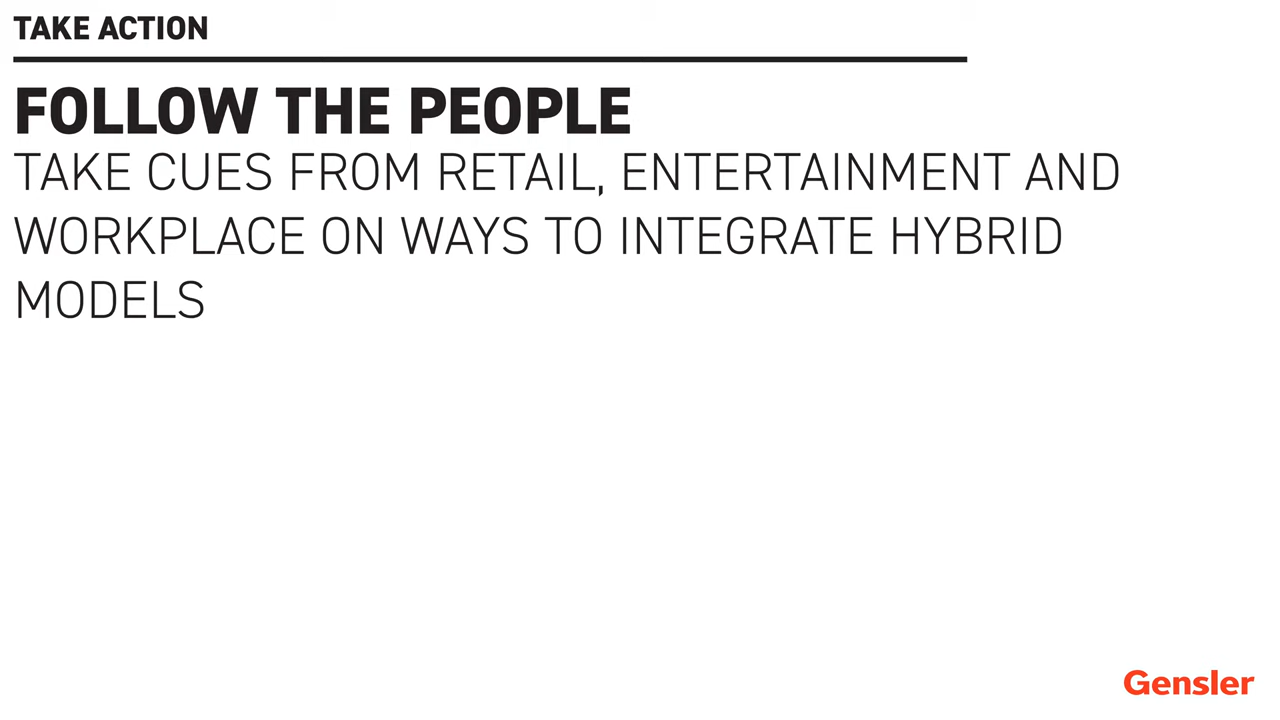 TAKE ACTION
FOLLOW THE PEOPLE
TAKE CUES FROM RETAIL, ENTERTAINMENT AND
WORKPLACE ON WAYS TO INTEGRATE HYBRID
MODELS
Gensler